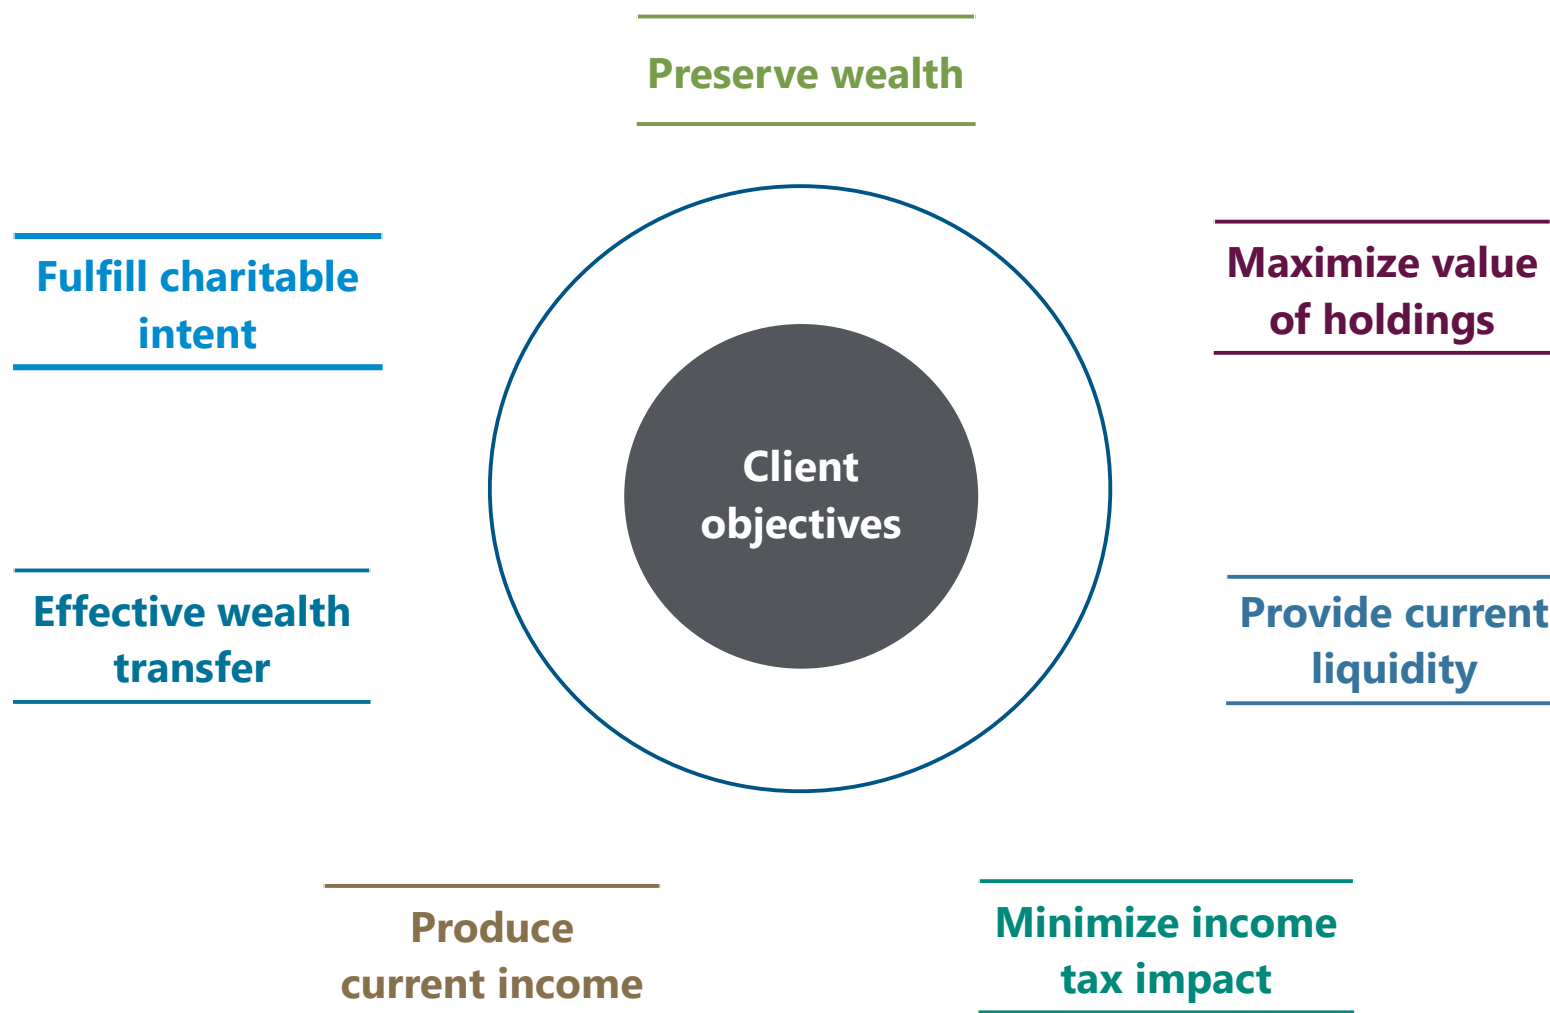 Preserve wealth
Fulfill charitable
intent
Maximize value
of holdings
Client
objectives
Effective wealth
transfer
Provide current
liquidity
Produce
current income
Minimize income
tax impact